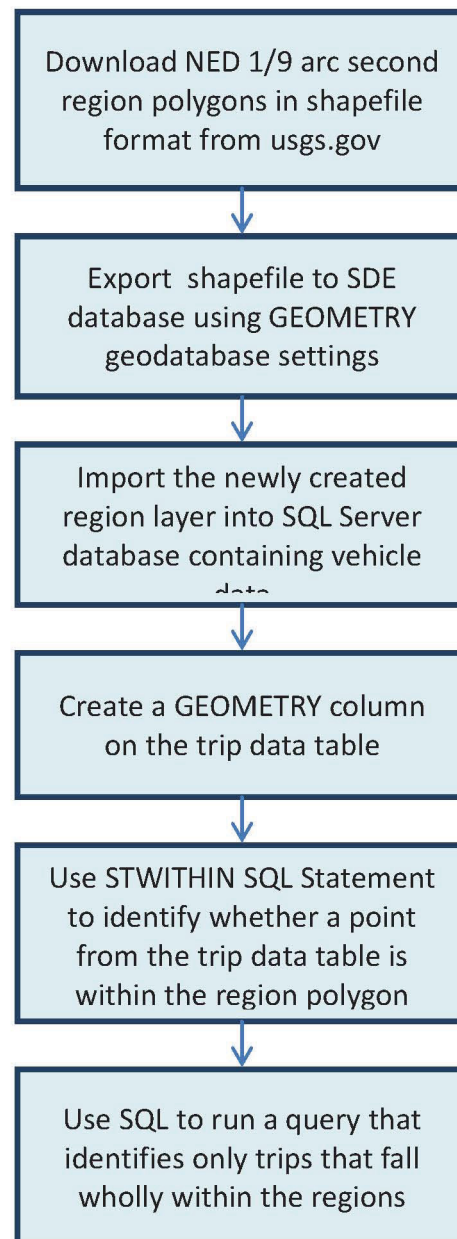 Download NED 1/9 arc second
region polygons in shapefile
format from usgs.gov
Export shapefile to SDE
database using GEOMETRY
geodatabase settings
Import the newly created
region layer into SQL Server
database containing vehicle
data
Create a GEOMETRY column
on the trip data table
Use STWITHIN SQL Statement
to identify whether a point
from the trip data table is
within the region polygon
Use SQL to run a query that
identifies only trips that fall
wholly within the regions